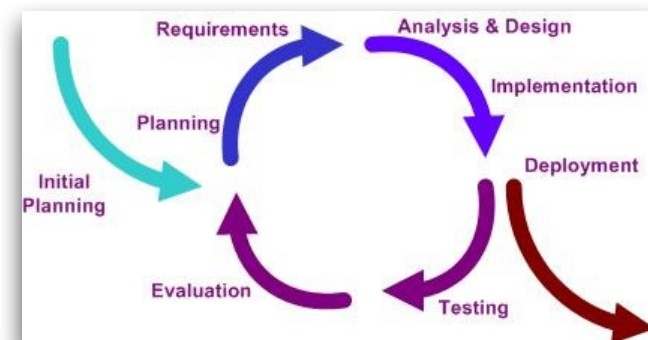 Requirements
Analysis & Design
Implementation
Planning
Deployment
Initial
Planning
Evaluation
Testing